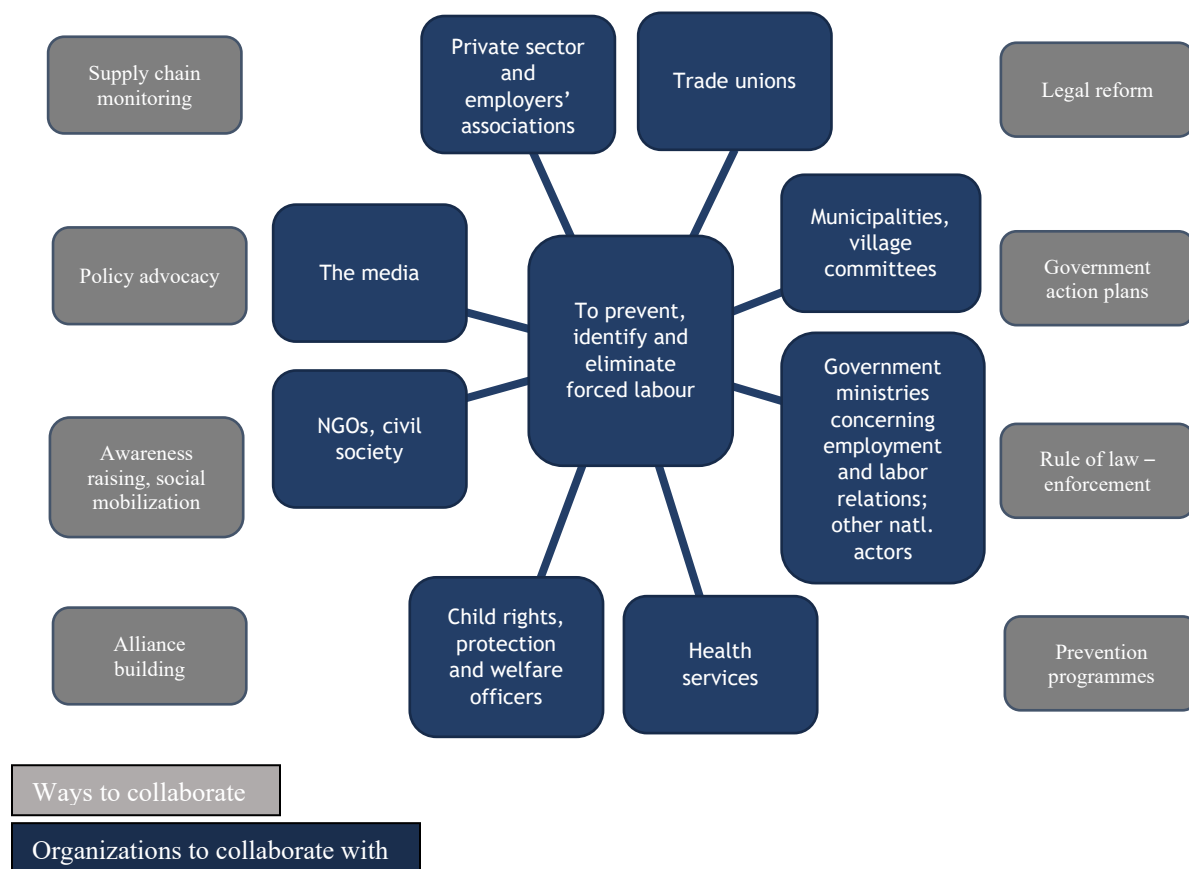 Supply chain
monitoring
Private sector
and
employers’
associations
Trade unions
Legal reform
Policy advocacy
The media
Municipalities,
village
committees
Government
action plans
To prevent,
identify and
eliminate
forced labour
Awareness
raising, social
mobilization
NGOs, civil
society
Government
ministries
concerning
employment
and labor
relations;
other natl.
actors
Rule of law –
enforcement
Alliance
building
Child rights,
protection
and welfare
officers
Health
services
Prevention
programmes
Ways to collaborate
Organizations to collaborate with